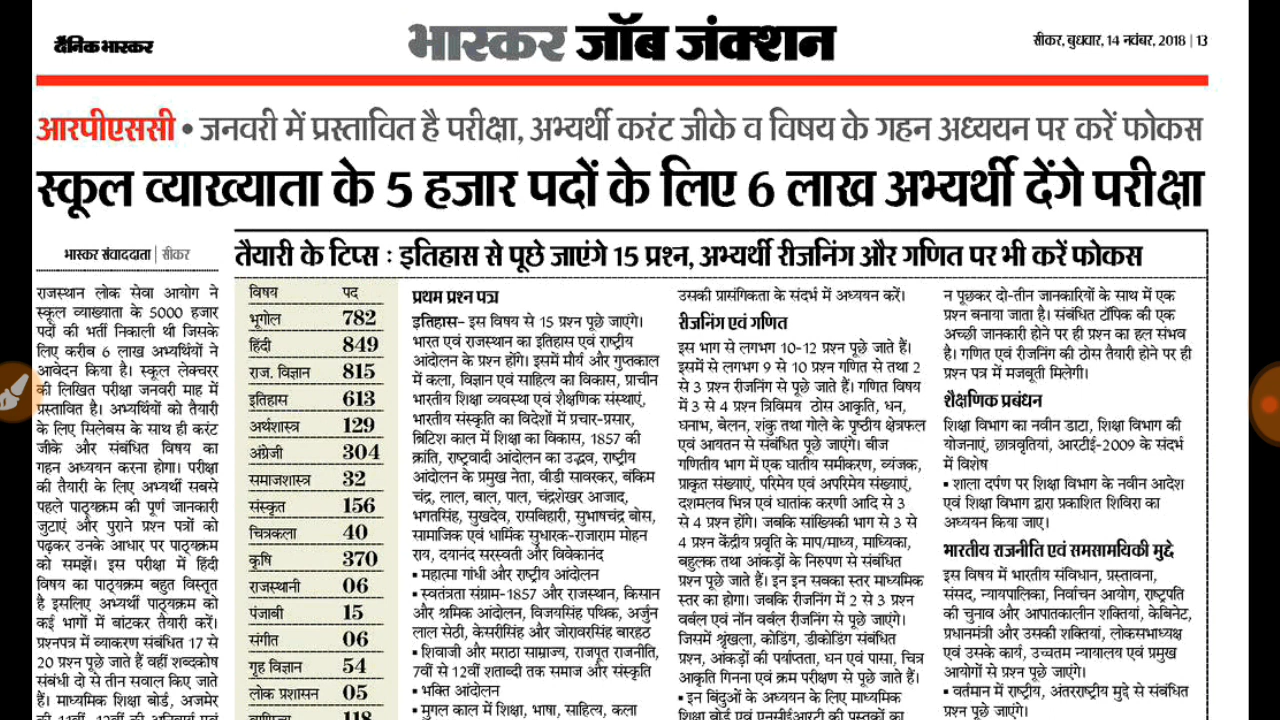 दैनिक भास्कर
भास्कर जॉब जंक्शन
सीकर, बुधवार, 14 नवंबर, 2018 | 13
आरपीएससी • जनवरी में प्रस्तावित है परीक्षा, अभ्यर्थी करंट जीके व विषय के गहन अध्ययन पर करें फोकस
स्कूल व्याख्याता के 5 हजार पदों के लिए 6 लाख अभ्यर्थी देंगे परीक्षा
भास्कर संवाददाता | सीकर
राजस्थान लोक सेवा आयोग ने
स्कूल व्याख्याता के 5000 हजार
पदों की भर्ती निकाली थी जिसके
लिए करीब 6 लाख अभ्यथियों ने
आवेदन किया है। स्कूल लेक्चरर
की लिखित परीक्षा जनवरी माह में
प्रस्तावित है। अभ्यर्थियों को तैयारी
के लिए सिलेबस के साथ ही करंट
जीके और संबंधित विषय का
गहन अध्ययन करना होगा। परीक्षा
की तैयारी के लिए अभ्यर्थी सबसे
पहले पाठ्यक्रम की पूर्ण जानकारी
जुटाएं और पुराने प्रश्न पत्रों को
पढ़कर उनके आधार पर पाठ्यक्रम
को समझें। इस परीक्षा में हिंदी
विषय का पाठ्यक्रम बहुत विस्तृत
है इसलिए अभ्यर्थी पाठ्यक्रम को
कई भागों में बांटकर तैयारी करें।
प्रश्नपत्र में व्याकरण संबंधित 17 से
20 प्रश्न पूछे जाते हैं वहीं शब्दकोष
संबंधी दो से तीन सवाल किए जाते
हैं। माध्यमिक शिक्षा बोर्ड, अजमेर
तैयारी के टिप्स : इतिहास से पूछे जाएंगे 15 प्रश्न, अभ्यर्थी रीजनिंग और गणित पर भी करें फोकस
विषय पद
भूगोल 782
हिंदी 849
राज. विज्ञान 815
इतिहास 613
अर्थशास्त्र 129
अंग्रेजी 304
समाजशास्त्र 32
संस्कृत 156
चित्रकला 40
कृषि 370
राजस्थानी 06
पंजाबी 15
संगीत 06
गृह विज्ञान 54
लोक प्रशासन 05
118
प्रथम प्रश्न पत्र
इतिहास- इस विषय से 15 प्रश्न पूछे जाएंगे।
भारत एवं राजस्थान का इतिहास एवं राष्ट्रीय
आंदोलन के प्रश्न होंगे। इसमें मौर्य और गुप्तकाल
में कला, विज्ञान एवं साहित्य का विकास, प्राचीन
भारतीय शिक्षा व्यवस्था एवं शैक्षणिक संस्थाएं,
भारतीय संस्कृति का विदेशों में प्रचार-प्रसार,
ब्रिटिश काल में शिक्षा का विकास, 1857 की
क्रांति, राष्ट्रवादी आंदोलन का उद्भव, राष्ट्रीय
आंदोलन के प्रमुख नेता, वीडी सावरकर, बंकिम
चंद्र, लाल, बाल, पाल, चंद्रशेखर आजाद,
भगतसिंह, सुखदेव, रासविहारी, सुभाषचंद्र बोस,
सामाजिक एवं धार्मिक सुधारक-राजाराम मोहन
राय, दयानंद सरस्वती और विवेकानंद
▪ महात्मा गांधी और राष्ट्रीय आंदोलन
▪ स्वतंत्रता संग्राम-1857 और राजस्थान, किसान
और श्रमिक आंदोलन, विजयसिंह पथिक, अर्जुन
लाल सेठी, केसरीसिंह और जोरावरसिंह बारहठ
▪ शिवाजी और मराठा साम्राज्य, राजपूत राजनीति,
7वीं से 12वीं शताब्दी तक समाज और संस्कृति
▪ भक्ति आंदोलन
▪ मुगल काल में शिक्षा, भाषा, साहित्य, कला
उसकी प्रासंगिकता के संदर्भ में अध्ययन करें।
रीजनिंग एवं गणित
इस भाग से लगभग 10-12 प्रश्न पूछे जाते हैं।
इसमें से लगभग 9 से 10 प्रश्न गणित से तथा 2
से 3 प्रश्न रीजनिंग से पूछे जाते हैं। गणित विषय
में 3 से 4 प्रश्न त्रिविमय ठोस आकृति, धन,
घनाभ, बेलन, शंकु तथा गोले के पृष्ठीय क्षेत्रफल
एवं आयतन से संबंधित पूछे जाएंगे। बीज
गणितीय भाग में एक घातीय समीकरण, व्यंजक,
प्राकृत संख्याएं, परिमेय एवं अपरिमेय संख्याएं,
दशमलव भिन्न एवं घातांक करणी आदि से 3
से 4 प्रश्न होंगे। जबकि सांख्यिकी भाग से 3 से
4 प्रश्न केंद्रीय प्रवृति के माप/माध्य, माध्यिका,
बहुलक तथा आंकड़ों के निरुपण से संबंधित
प्रश्न पूछे जाते हैं। इन इन सबका स्तर माध्यमिक
स्तर का होगा। जबकि रीजनिंग में 2 से 3 प्रश्न
वर्बल एवं नॉन वर्बल रीजनिंग से पूछे जाएंगे।
जिसमें श्रृंखला, कोडिंग, डीकोडिंग संबंधित
प्रश्न, आंकड़ों की पर्याप्तता, घन एवं पासा, चित्र
आकृति गिनना एवं क्रम परीक्षण से पूछे जाते हैं।
▪ इन बिंदुओं के अध्ययन के लिए माध्यमिक
शिक्षा बोर्ड एवं एनसीईआरटी की पुस्तकों का
न पूछकर दो-तीन जानकारियों के साथ में एक
प्रश्न बनाया जाता है। संबंधित टॉपिक की एक
अच्छी जानकारी होने पर ही प्रश्न का हल संभव
है। गणित एवं रीजनिंग की ठोस तैयारी होने पर ही
प्रश्न पत्र में मजबूती मिलेगी।
शैक्षणिक प्रबंधन
शिक्षा विभाग का नवीन डाटा, शिक्षा विभाग की
योजनाएं, छात्रवृतियां, आरटीई-2009 के संदर्भ
में विशेष
▪ शाला दर्पण पर शिक्षा विभाग के नवीन आदेश
एवं शिक्षा विभाग द्वारा प्रकाशित शिविरा का
अध्ययन किया जाए।
भारतीय राजनीति एवं समसामयिकी मुद्दे
इस विषय में भारतीय संविधान, प्रस्तावना,
संसद, न्यायपालिका, निर्वाचन आयोग, राष्ट्रपति
की चुनाव और आपातकालीन शक्तियां, केबिनेट,
प्रधानमंत्री और उसकी शक्तियां, लोकसभाध्यक्ष
एवं उसके कार्य, उच्चतम न्यायालय एवं प्रमुख
आयोगों से प्रश्न पूछे जाएंगे।
▪ वर्तमान में राष्ट्रीय, अंतरराष्ट्रीय मुद्दे से संबंधित
प्रश्न पूछे जाएंगे।